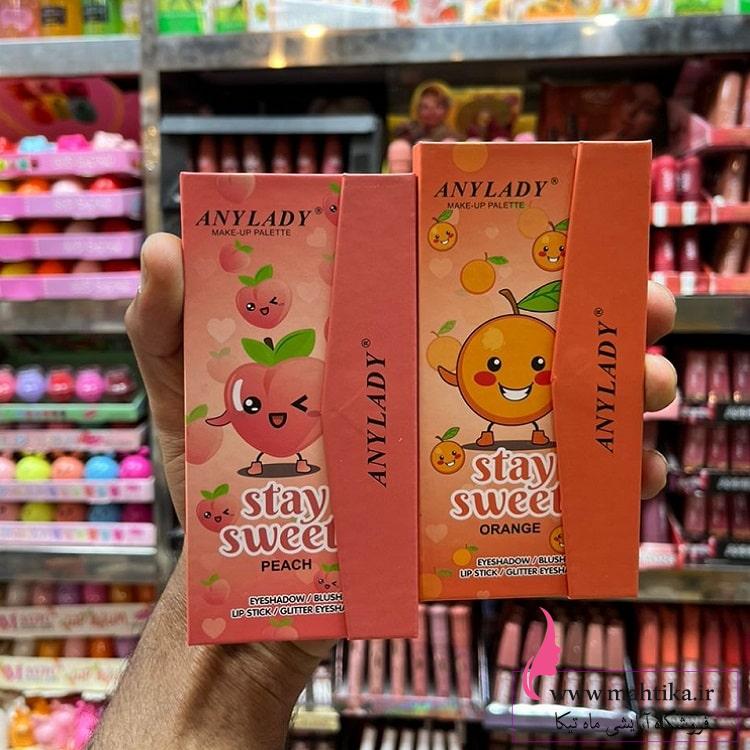 ANYLADY®
MAKE-UP PALETTE
ANYLADY®
stay
sweet
PEACH
EYESHADOW / BLUSH
LIP STICK / GLITTER EYESHA
ANYLADY®
MAKE-UP PALETTE
ANYLADY®
stay
sweet
ORANGE
EYESHADOW / BLUSH
LIP STICK / GLITTER EYESHA
www.mahtika.ir
فروشگاه آرایشی ماه تیکا